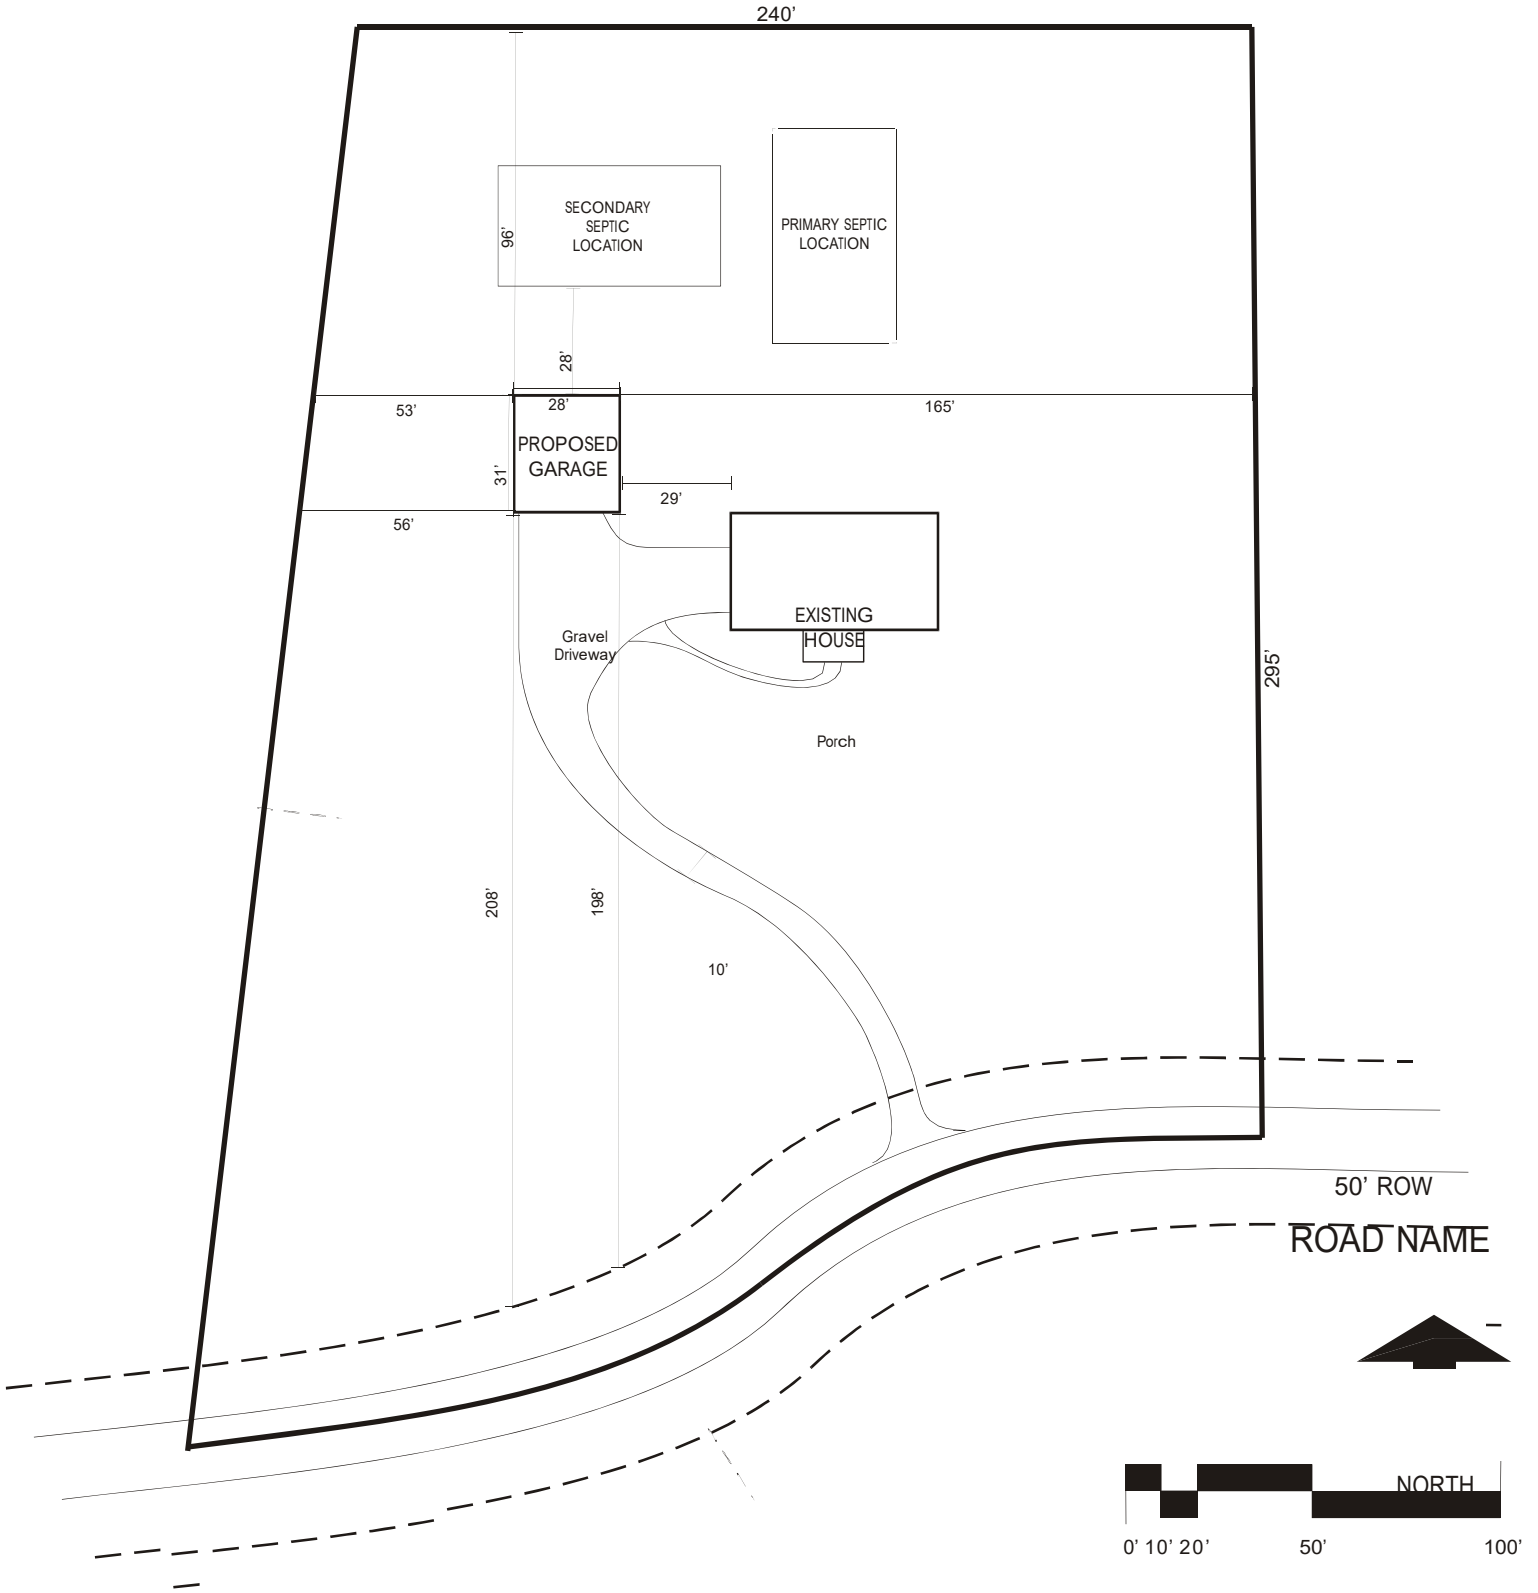 240’
SECONDARY
SEPTIC
LOCATION
PRIMARY SEPTIC
LOCATION
96’
28’
53’
28’
165’
PROPOSED
GARAGE
31’
29’
56’
EXISTING
HOUSE
Gravel
Driveway
295’
Porch
208’
198’
10’
50’ ROW
ROAD NAME
NORTH
0’ 10’ 20’ 50’ 100’